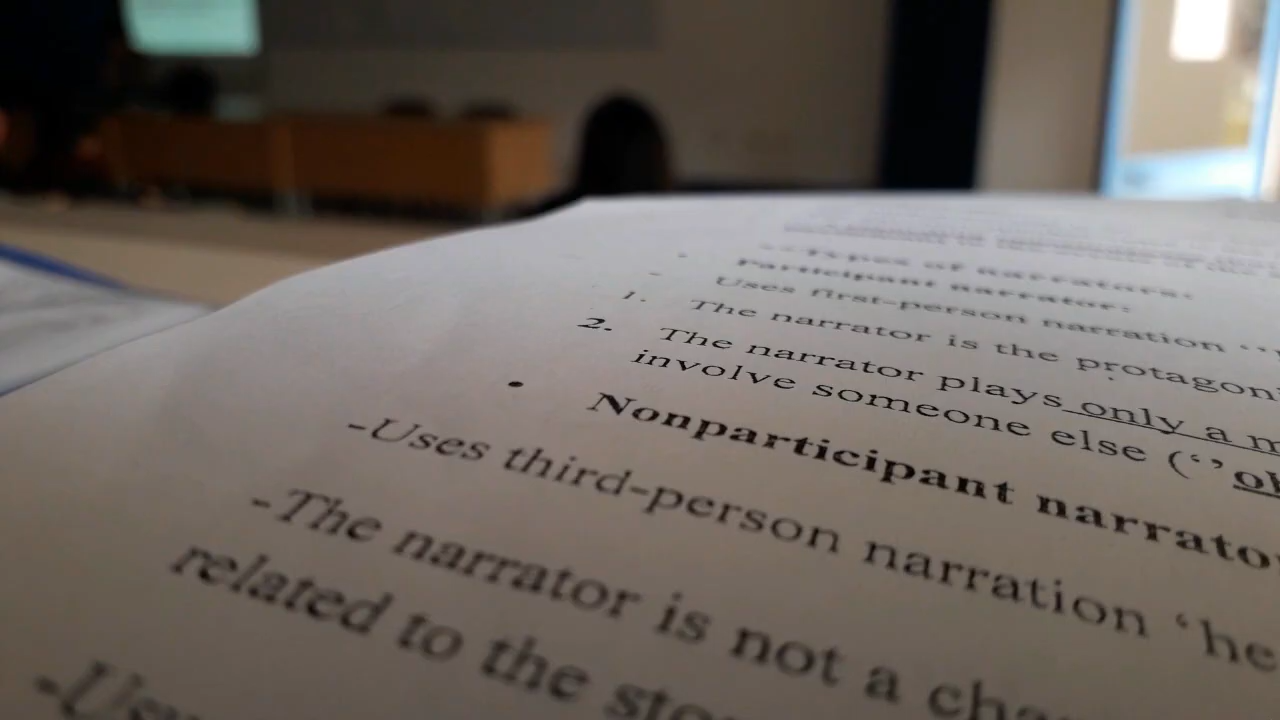 Types of narrators:
Participant narrator:
- Uses first-person narration ‘‘
1. The narrator is the protagon
2. The narrator plays only a m
involve someone else (‘’ob
• Nonparticipant narrato
-Uses third-person narration ‘he
-The narrator is not a cha
related to the sto